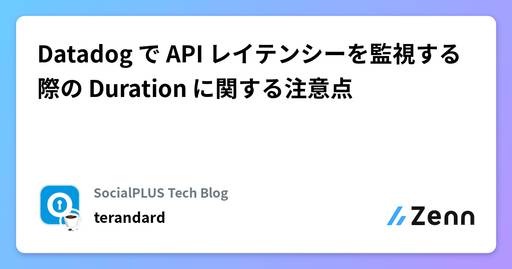 Datadog で API レイテンシーを監視する
際の Duration に関する注意点
SocialPLUS Tech Blog
terandard
Zenn